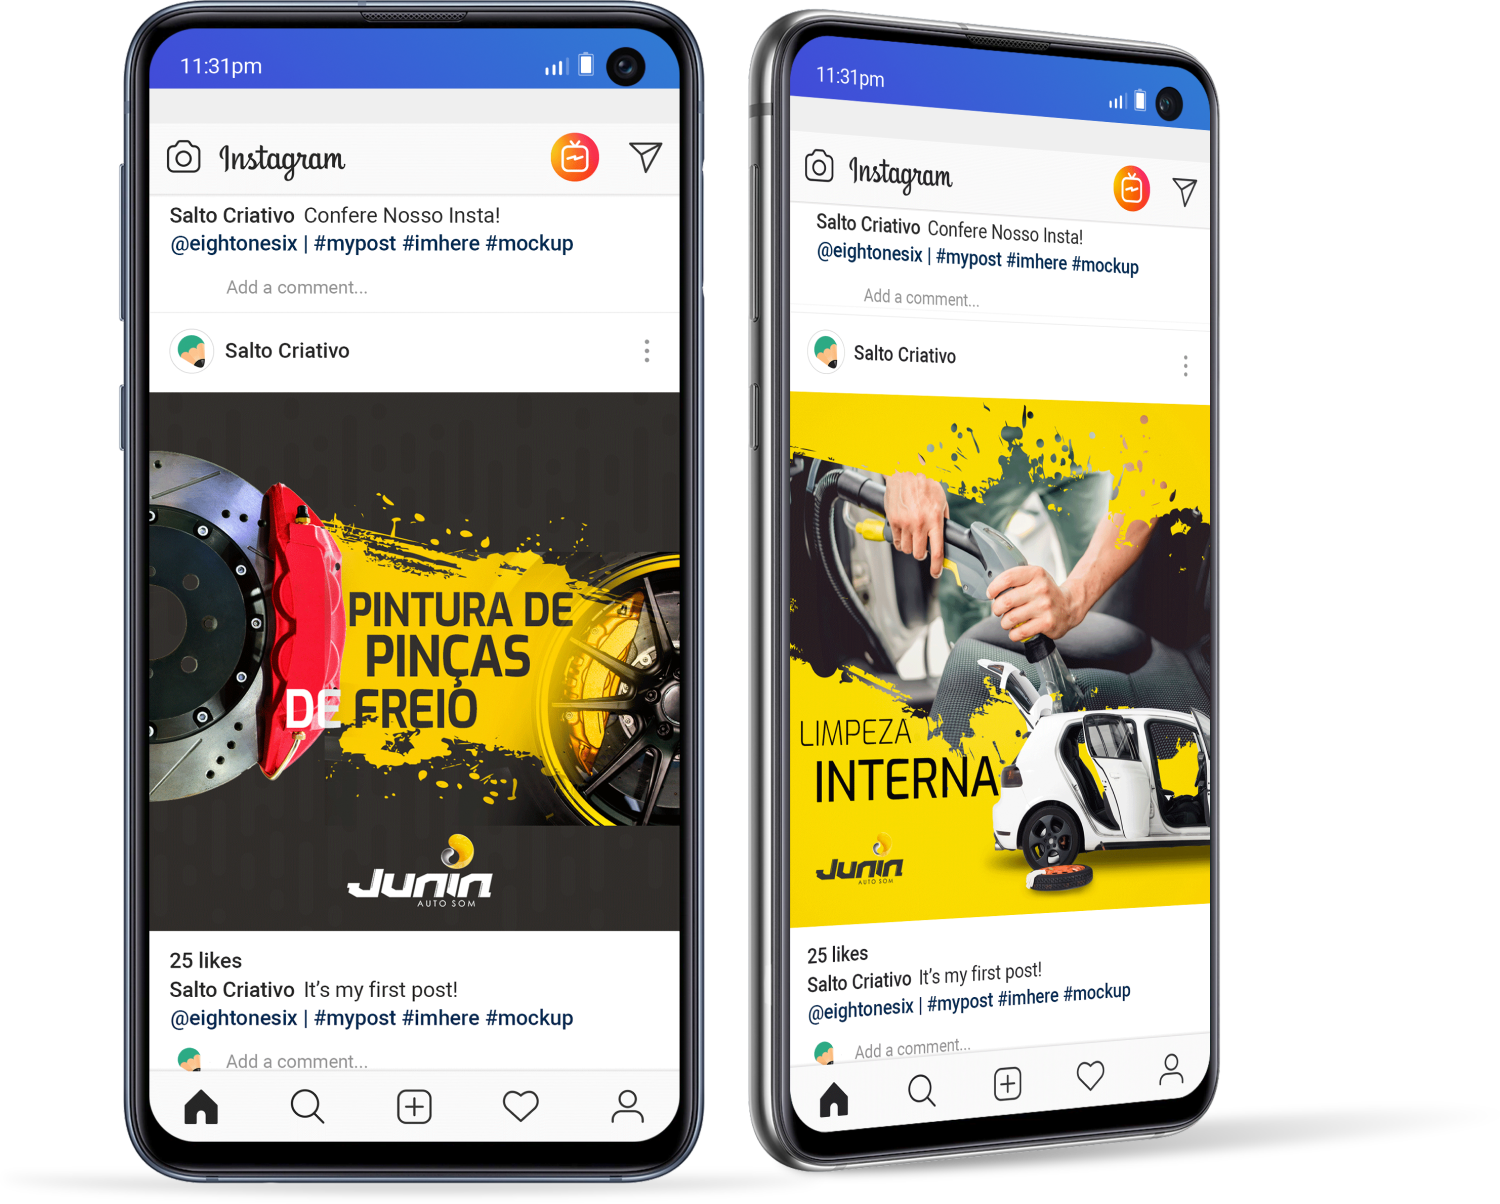 11:31pm
Instagram
Salto Criativo Confere Nosso Insta!
@eightonesix | #mypost #imhere #mockup
Add a comment...
Salto Criativo
PINTURA DE
PINÇAS
DE FREIO
Junin
AUTO SOM
25 likes
Salto Criativo It's my first post!
@eightonesix | #mypost #imhere #mockup
Add a comment...
11:31pm
Instagram
Salto Criativo Confere Nosso Insta!
@eightonesix | #mypost #imhere #mockup
Add a comment...
Salto Criativo
LIMPEZA
INTERNA
Junin
AUTO SOM
25 likes
Salto Criativo It's my first post!
@eightonesix | #mypost #imhere #mockup
Add a comment...